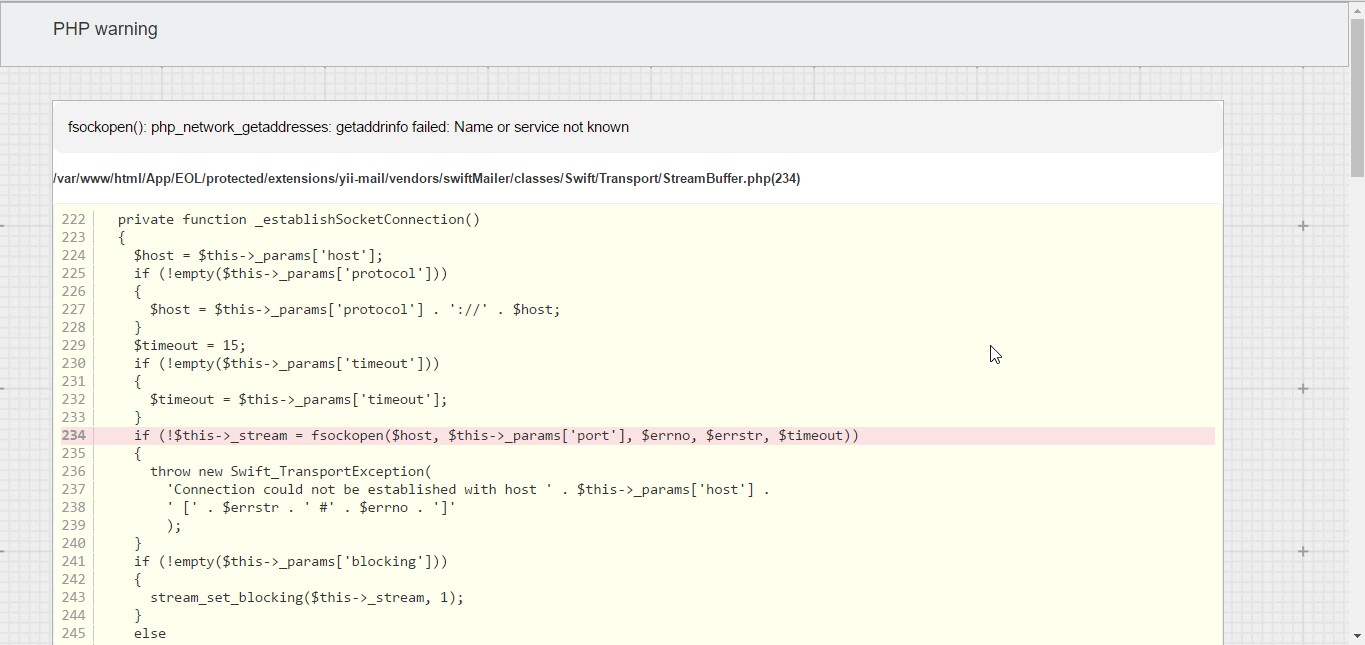 PHP warning
fsockopen(): php_network_getaddresses: getaddrinfo failed: Name or service not known
/var/www/html/App/EOL/protected/extensions/yii-mail/vendors/swiftMailer/classes/Swift/Transport/StreamBuffer.php(234)
222 private function _establishSocketConnection()
223 {
224 $host = $this->_params['host'];
225 if (!empty($this->_params['protocol']))
226 {
227 $host = $this->_params['protocol'] . '://' . $host;
228 }
229 $timeout = 15;
230 if (!empty($this->_params['timeout']))
231 {
232 $timeout = $this->_params['timeout'];
233 }
234 if (!$this->_stream = fsockopen($host, $this->_params['port'], $errno, $errstr, $timeout))
235 {
236 throw new Swift_TransportException(
237 'Connection could not be established with host ' . $this->_params['host'] .
238 ' [' . $errstr . ' #' . $errno . ']'
239 );
240 }
241 if (!empty($this->_params['blocking']))
242 {
243 stream_set_blocking($this->_stream, 1);
244 }
245 else